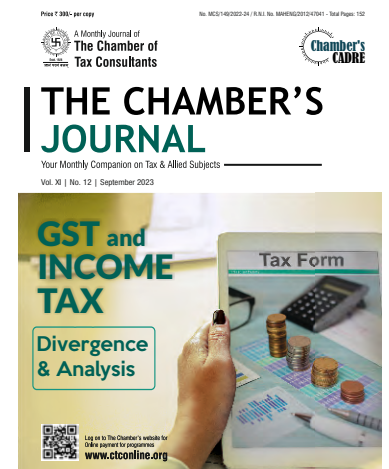 Price ₹ 300/- per copy
No. MCS/149/2022-24 / R.N.I. No. MAHENG/2012/47041 - Total Pages: 152
A Monthly Journal of
The Chamber of
Tax Consultants
Chamber's
CADRE
THE CHAMBER'S
JOURNAL
Your Monthly Companion on Tax & Allied Subjects
Vol. XI | No. 12 | September 2023
GST and
INCOME
TAX
Divergence
& Analysis
Tax Form
Log on to The Chamber's website for
Online payment for programmes
www.ctconline.org